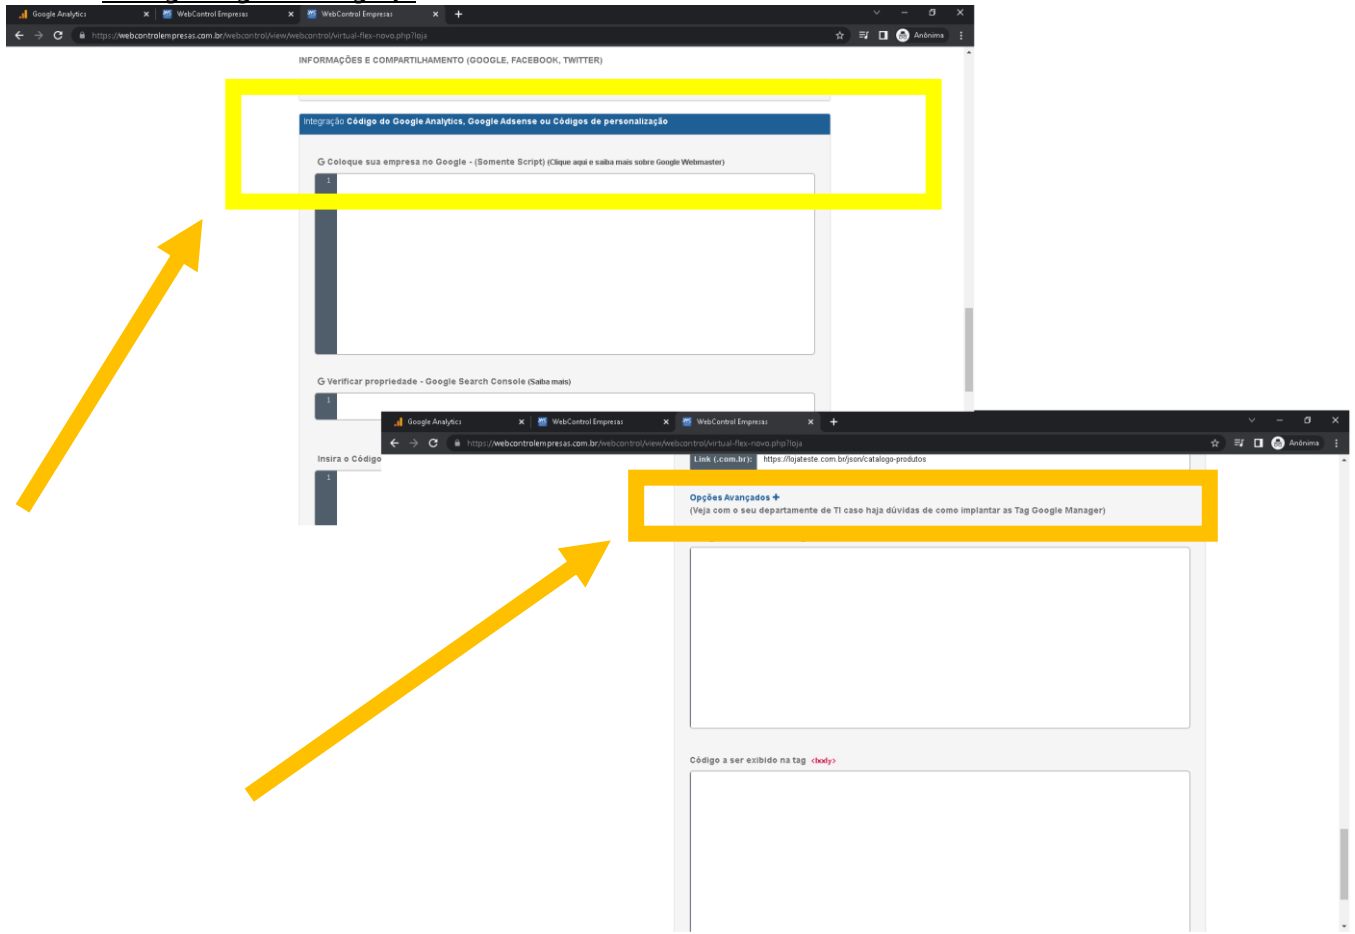 Google Analytics
WebControl Empresas
WebControl Empresas
https://webcontrolempresas.com.br/webcontrol/view/webcontrol/virtual-flex-novo.php?loja
Anônima
INFORMAÇÕES E COMPARTILHAMENTO (GOOGLE, FACEBOOK, TWITTER)
Integração Código do Google Analytics, Google Adsense ou Códigos de personalização
G Coloque sua empresa no Google - (Somente Script) (Clique aqui e saiba mais sobre Google Webmaster)
1
G Verificar propriedade - Google Search Console (Saiba mais)
1
Insira o Código
1
Google Analytics
WebControl Empresas
WebControl Empresas
https://webcontrolempresas.com.br/webcontrol/view/webcontrol/virtual-flex-novo.php?loja
Anônima
Link (.com.br): https://lojateste.com.br/json/catalogo-produtos
Opções Avançados +
(Veja com o seu departamente de TI caso haja dúvidas de como implantar as Tag Google Manager)
Código a ser exibido na tag <body>